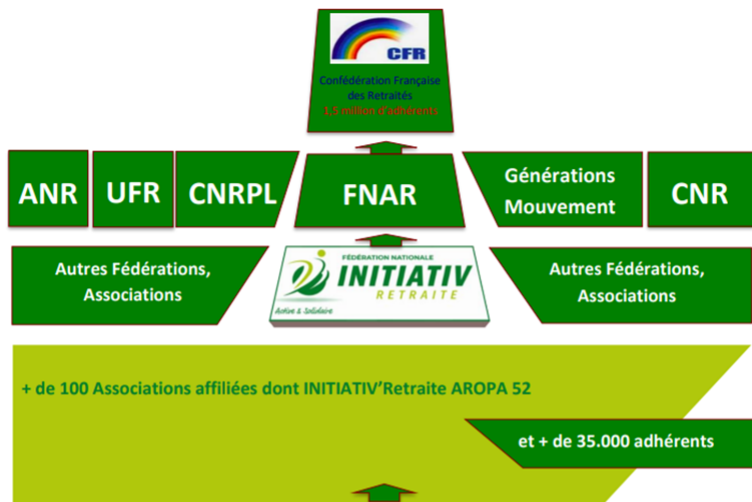 CFR
Confédération Française
des Retraités
1,5 million d'adhérents
ANR
UFR
CNRPL
FNAR
Générations
Mouvement
CNR
Autres Fédérations,
Associations
FÉDÉRATION NATIONALE
INITIATIV
RETRAITE
Active & Solidaire
Autres Fédérations,
Associations
+ de 100 Associations affiliées dont INITIATIV'Retraite AROPA 52
et + de 35.000 adhérents